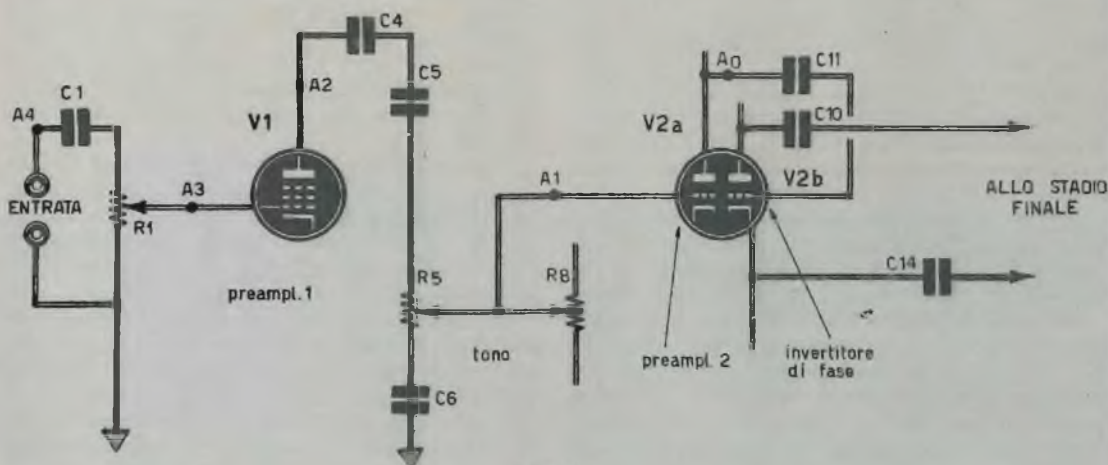 C4
A2
C5
C1
A4
V1
A3
ENTRATA
R1
preampl. 1
R5
tono
C6
A0
C11
C10
V2a
V2b
A1
ALLO STADIO
FINALE
R8
C14
preampl. 2
invertitore
di fase